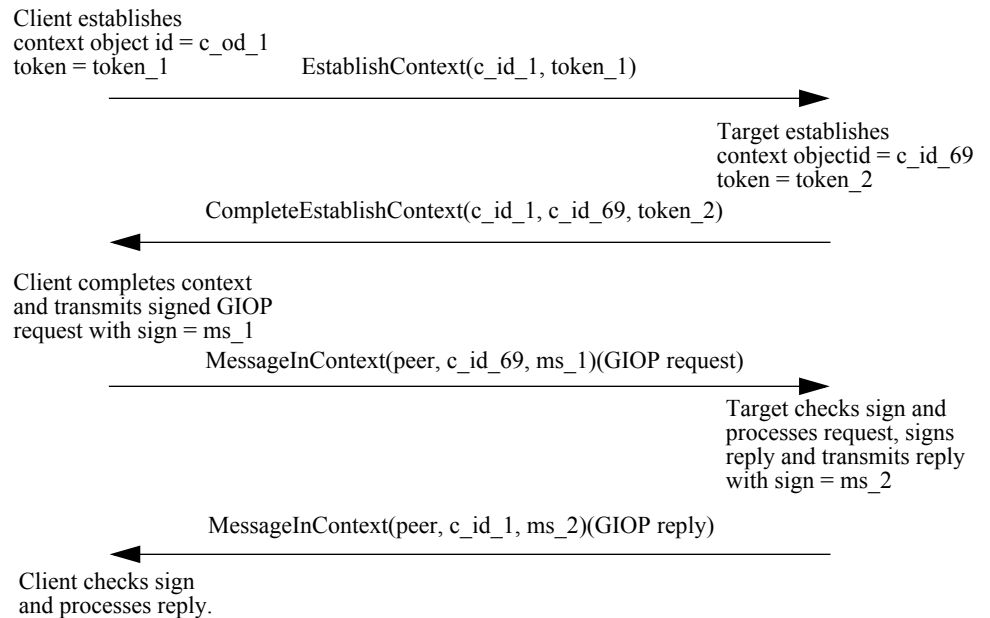 Client establishes
context object id = c_od_1
token = token_1
EstablishContext(c_id_1, token_1)
Target establishes
context objectid = c_id_69
token = token_2
CompleteEstablishContext(c_id_1, c_id_69, token_2)
Client completes context
and transmits signed GIOP
request with sign = ms_1
MessageInContext(peer, c_id_69, ms_1)(GIOP request)
Target checks sign and
processes request, signs
reply and transmits reply
with sign = ms_2
MessageInContext(peer, c_id_1, ms_2)(GIOP reply)
Client checks sign
and processes reply.